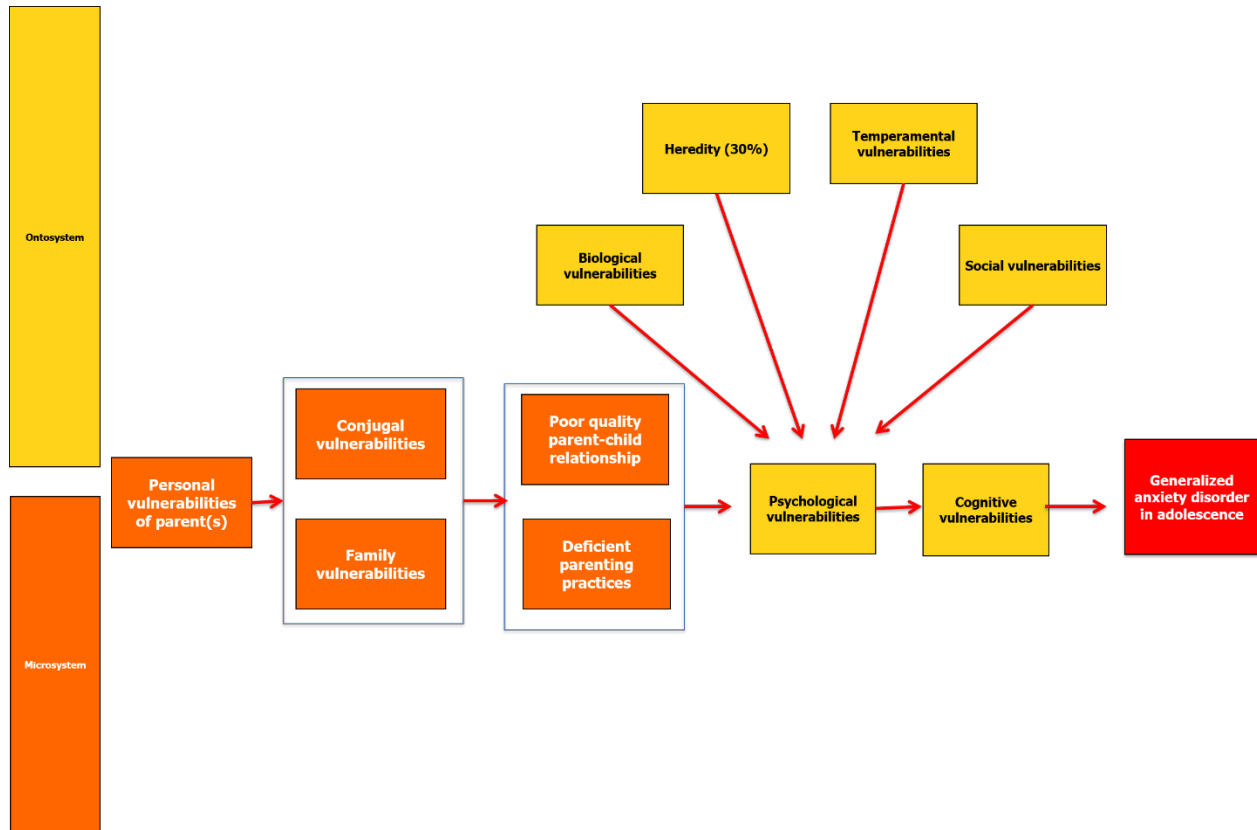 Ontosystem
Heredity (30%)
Temperamental
vulnerabilities
Biological
vulnerabilities
Social vulnerabilities
Personal
vulnerabilities
of parent(s)
Conjugal
vulnerabilities
Family
vulnerabilities
Poor quality
parent-child
relationship
Deficient
parenting
practices
Psychological
vulnerabilities
Cognitive
vulnerabilities
Generalized
anxiety disorder
in adolescence
Microsystem